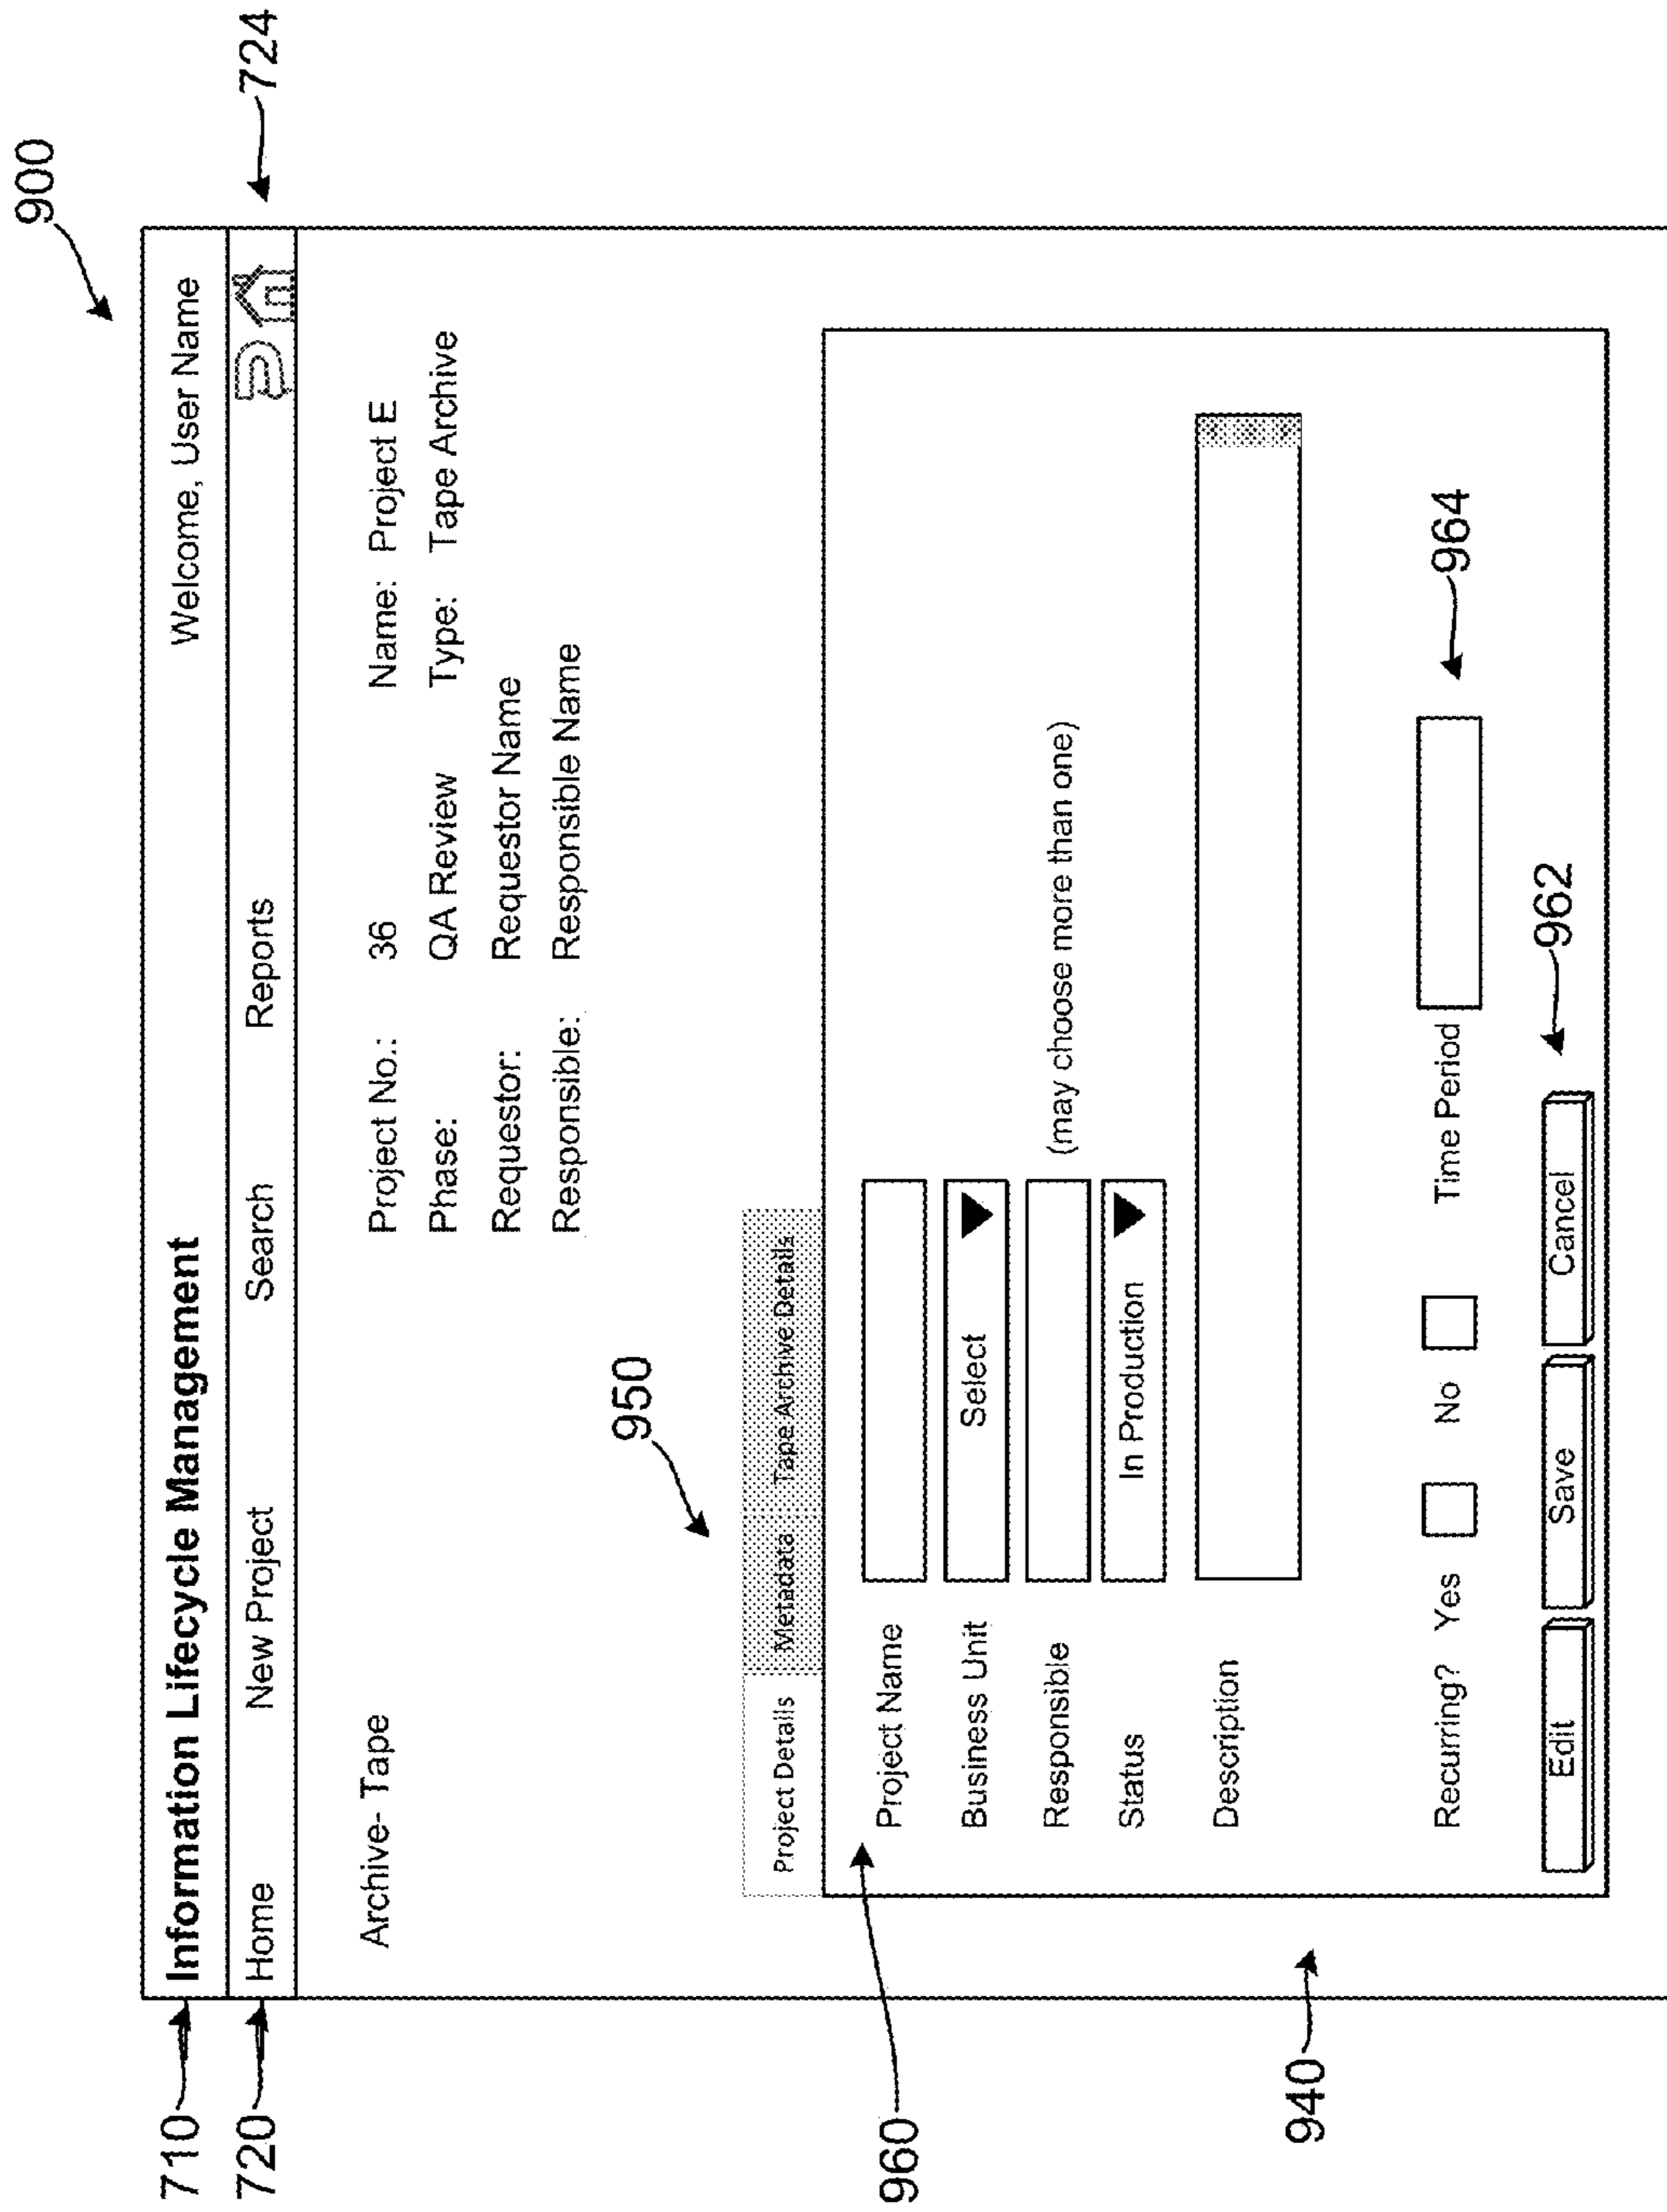 900
710 Information Lifecycle Management Welcome, User Name
720 Home New Project Search Reports 724
Archive- Tape Project No.: 36 Name: Project E
Phase: QA Review Type: Tape Archive
Requestor: Requestor Name
Responsible: Responsible Name
950
Project Details Metadata Tape Archive Details
960 Project Name
Business Unit Select
Responsible
(may choose more than one)
Status In Production
Description
940
Recurring? Yes No Time Period 964
Edit Save Cancel 962